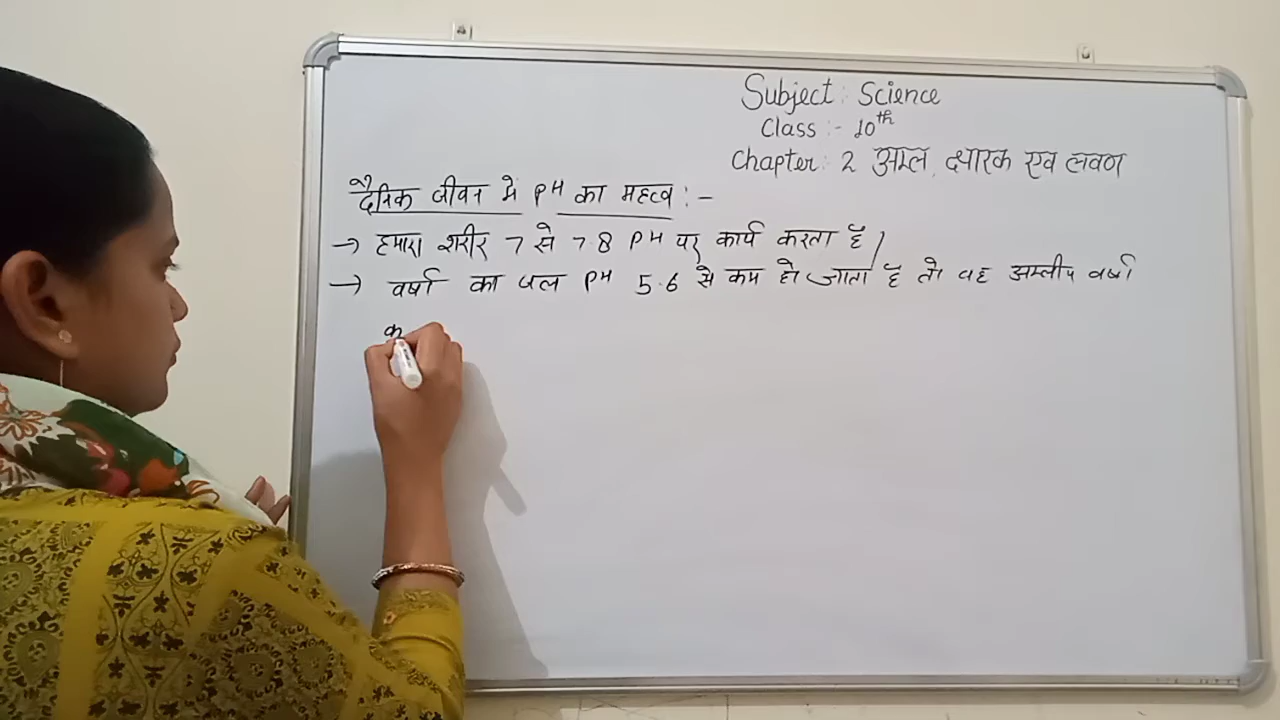 Subject: Science
Class :- 10th
Chapter: 2 अम्ल, क्षारक एव लवण
दैनिक जीवन मे PH का महत्व :-
→ हमारा शरीर 7 से 7.8 PH पर कार्य करता है।
→ वर्षा का जल PH 5.6 से कम हो जाता है तो वह अम्लीय वर्षा
क